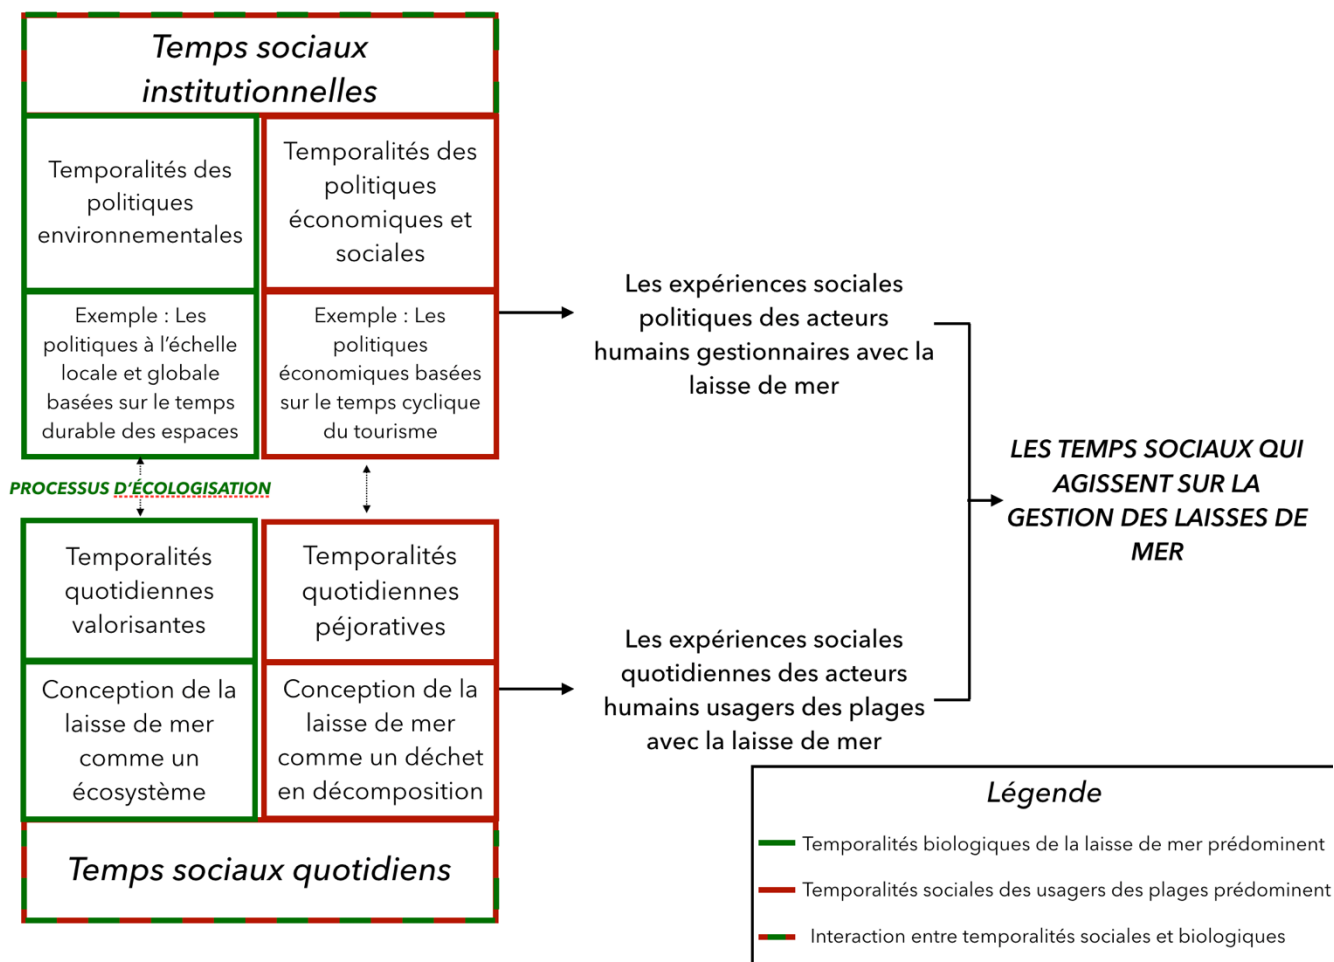 Temps sociaux
institutionnelles
Temporalités des
politiques
environnementales
Temporalités des
politiques
économiques et
sociales
Exemple : Les
politiques à l’échelle
locale et globale
basées sur le temps
durable des espaces
Exemple : Les
politiques
économiques basées
sur le temps cyclique
du tourisme
PROCESSUS D’ÉCOLOGISATION
Temporalités
quotidiennes
valorisantes
Temporalités
quotidiennes
péjoratives
Conception de la
laisse de mer
comme un
écosystème
Conception de la
laisse de mer
comme un déchet
en décomposition
Temps sociaux quotidiens
Les expériences sociales
politiques des acteurs
humains gestionnaires avec la
laisse de mer
Les expériences sociales
quotidiennes des acteurs
humains usagers des plages
avec la laisse de mer
LES TEMPS SOCIAUX QUI
AGISSENT SUR LA
GESTION DES LAISSES DE
MER
Légende
Temporalités biologiques de la laisse de mer prédominent
Temporalités sociales des usagers des plages prédominent
Interaction entre temporalités sociales et biologiques